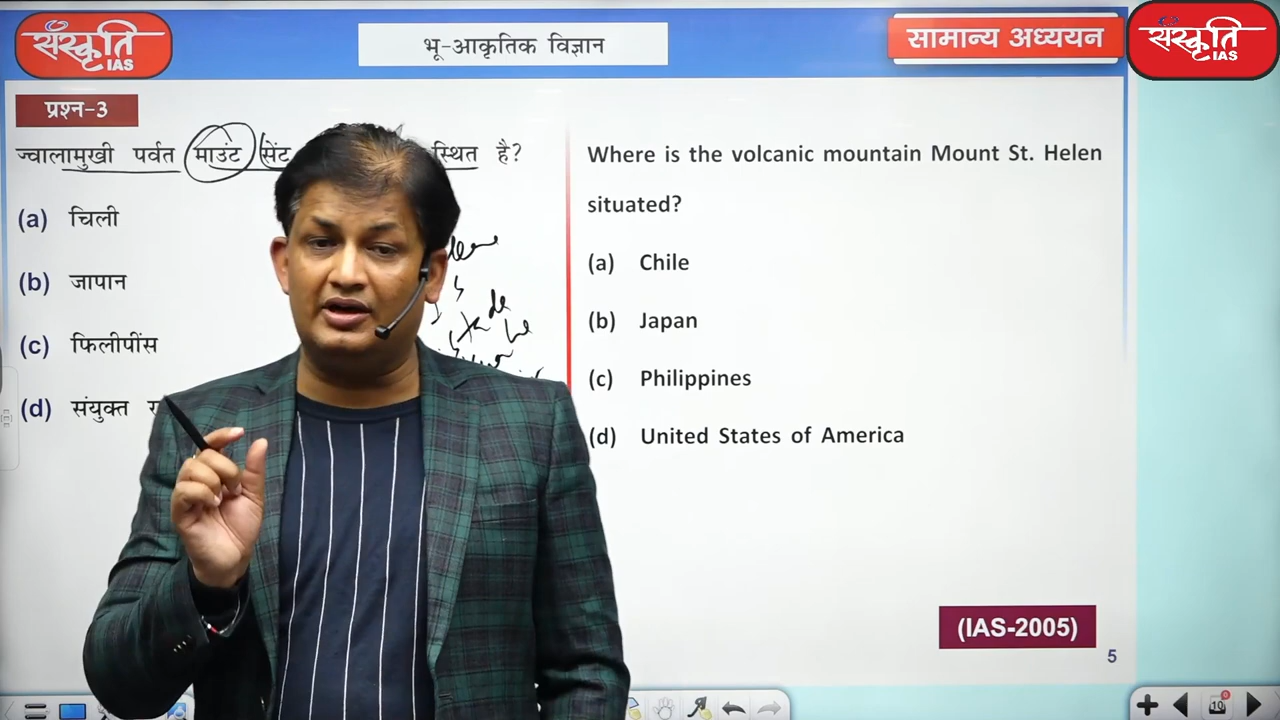 संस्कृति
IAS
भू-आकृतिक विज्ञान
सामान्य अध्ययन
संस्कृति
IAS
प्रश्न-3
ज्वालामुखी पर्वत माउंट सेंट स्थित है?
(a) चिली
(b) जापान
(c) फिलीपींस
(d) संयुक्त
Where is the volcanic mountain Mount St. Helen
situated?
(a) Chile
(b) Japan
(c) Philippines
(d) United States of America
(IAS-2005)
5
10